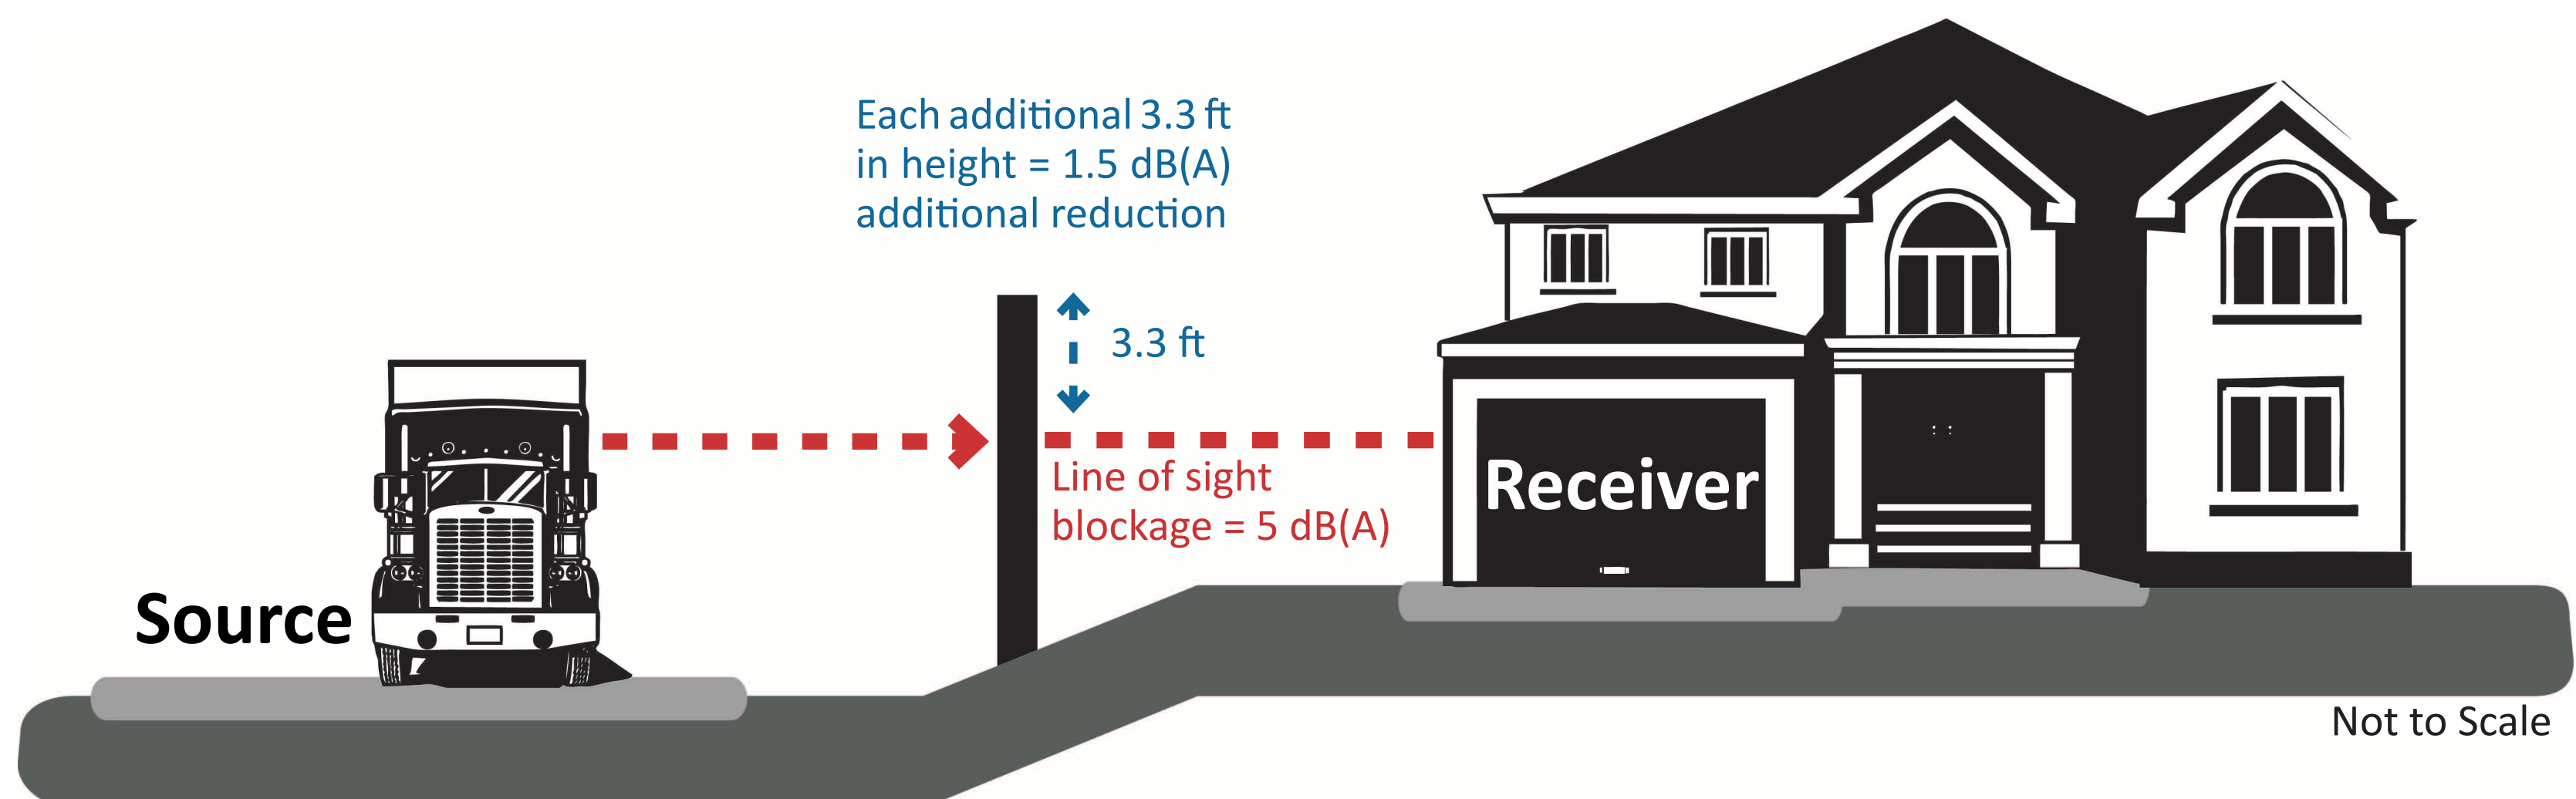 Each additional 3.3 ft
in height = 1.5 dB(A)
additional reduction
3.3 ft
Line of sight
blockage = 5 dB(A)
Receiver
Source
Not to Scale